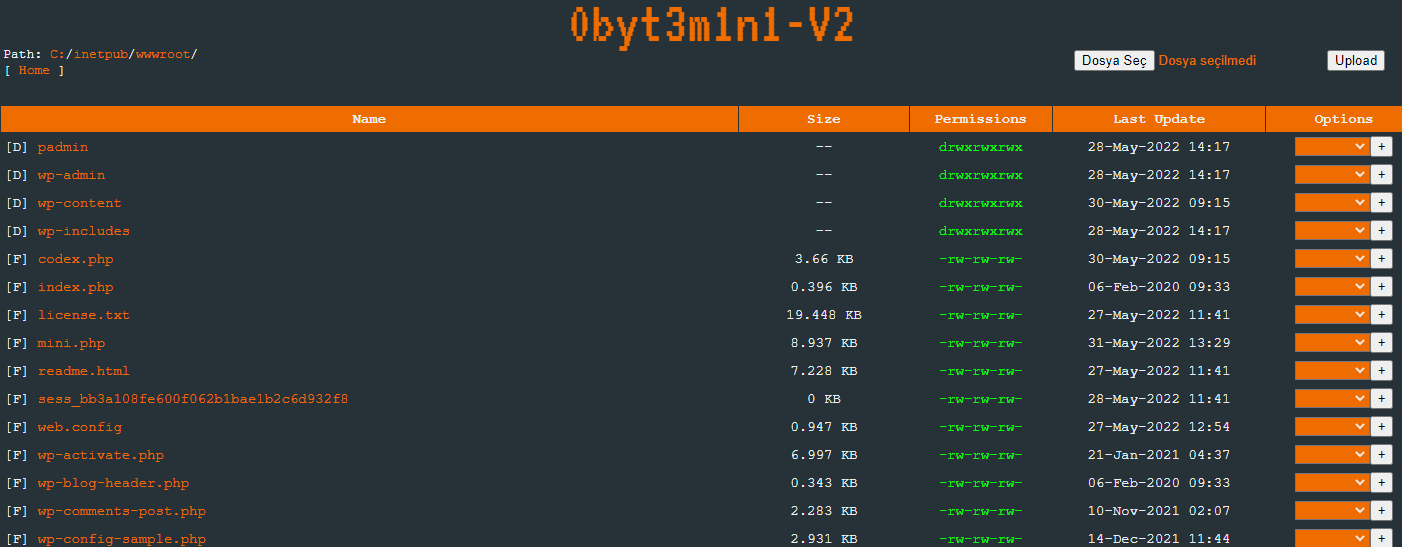 0byt3m1n1-V2
Path: C:/inetpub/wwwroot/
[ Home ]
Dosya Seç Dosya seçilmedi Upload
Name Size Permissions Last Update Options
[D] padmin -- drwxrwxrwx 28-May-2022 14:17 +
[D] wp-admin -- drwxrwxrwx 28-May-2022 14:17 +
[D] wp-content -- drwxrwxrwx 30-May-2022 09:15 +
[D] wp-includes -- drwxrwxrwx 28-May-2022 14:17 +
[F] codex.php 3.66 KB -rw-rw-rw- 30-May-2022 09:15 +
[F] index.php 0.396 KB -rw-rw-rw- 06-Feb-2020 09:33 +
[F] license.txt 19.448 KB -rw-rw-rw- 27-May-2022 11:41 +
[F] mini.php 8.937 KB -rw-rw-rw- 31-May-2022 13:29 +
[F] readme.html 7.228 KB -rw-rw-rw- 27-May-2022 11:41 +
[F] sess_bb3a108fe600f062b1bae1b2c6d932f8 0 KB -rw-rw-rw- 28-May-2022 11:41 +
[F] web.config 0.947 KB -rw-rw-rw- 27-May-2022 12:54 +
[F] wp-activate.php 6.997 KB -rw-rw-rw- 21-Jan-2021 04:37 +
[F] wp-blog-header.php 0.343 KB -rw-rw-rw- 06-Feb-2020 09:33 +
[F] wp-comments-post.php 2.283 KB -rw-rw-rw- 10-Nov-2021 02:07 +
[F] wp-config-sample.php 2.931 KB -rw-rw-rw- 14-Dec-2021 11:44 +